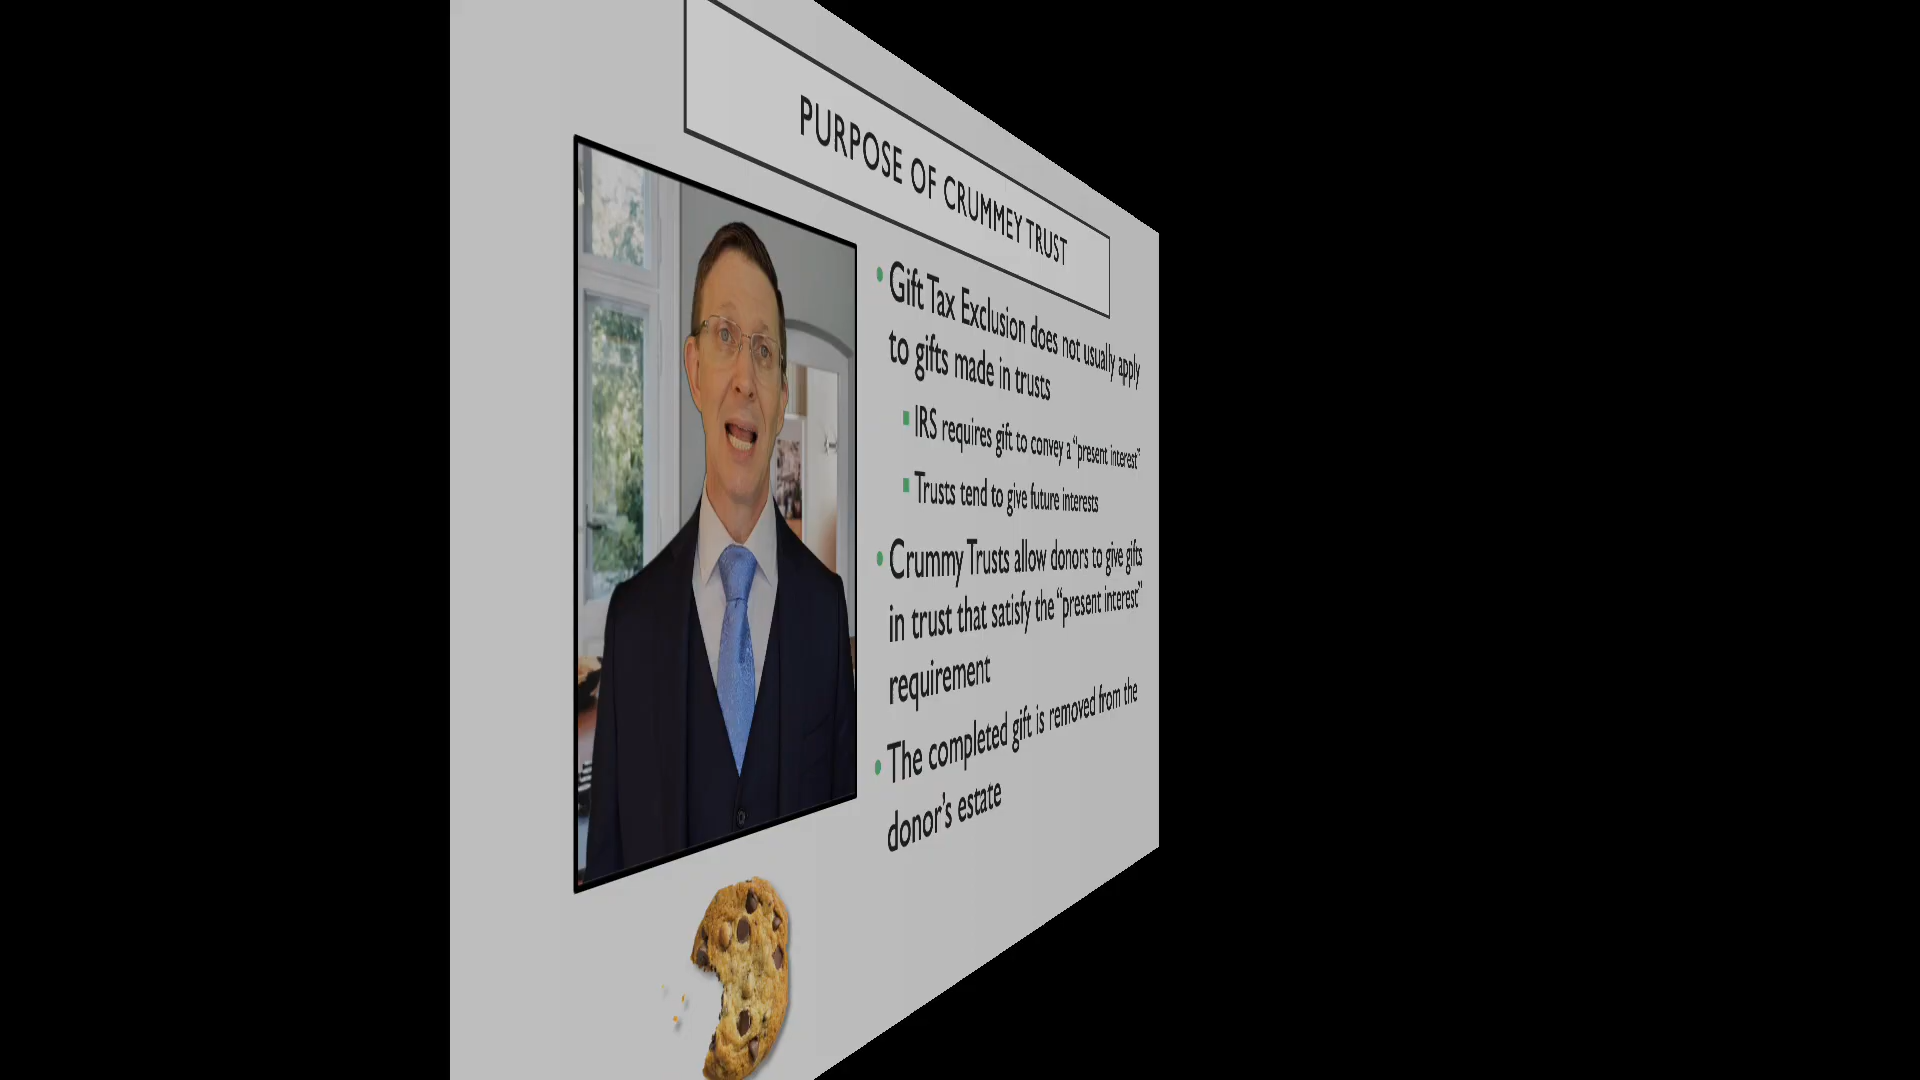 PURPOSE OF CRUMMEY TRUST
• Gift Tax Exclusion does not usually apply
to gifts made in trusts
▪ IRS requires gift to convey a “present interest”
▪ Trusts tend to give future interests
• Crummy Trusts allow donors to give gifts
in trust that satisfy the “present interest”
requirement
• The completed gift is removed from the
donor’s estate